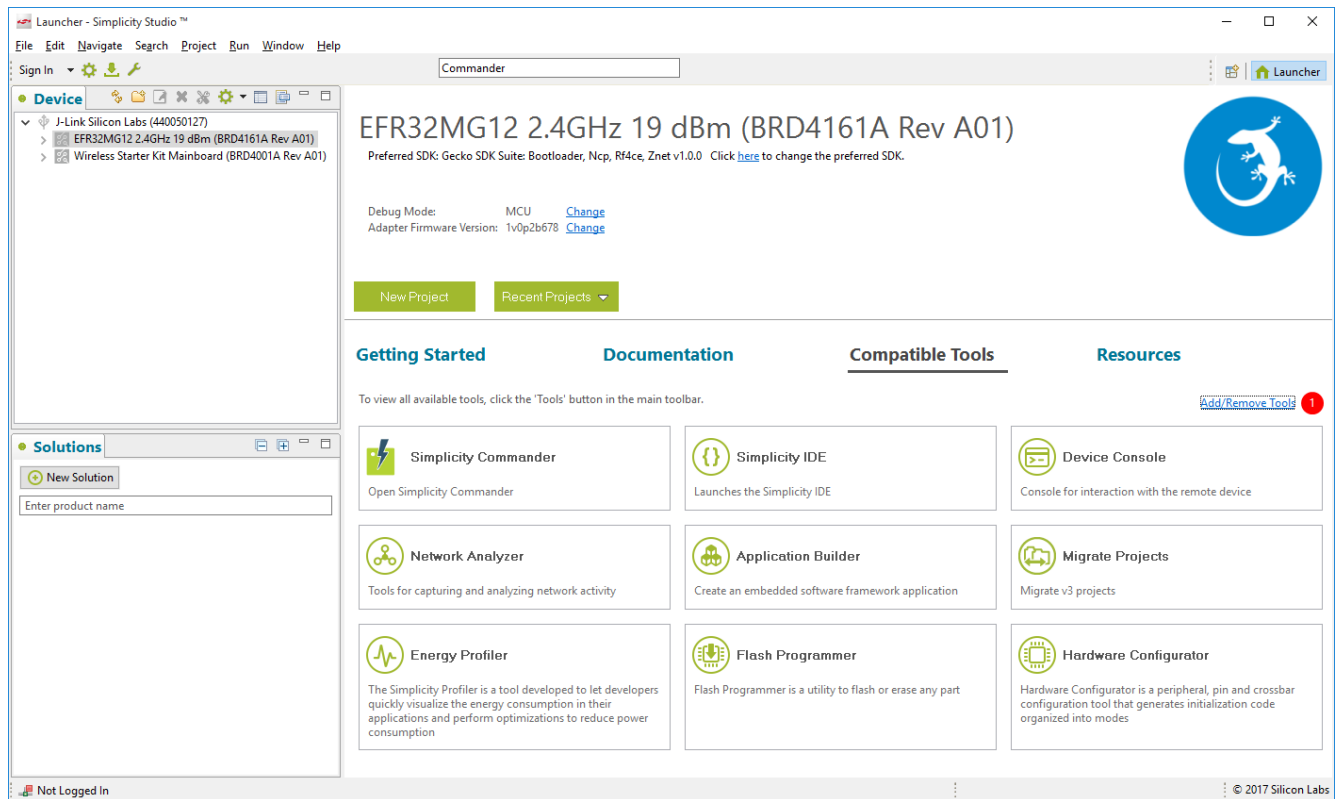 Launcher - Simplicity Studio ™
File Edit Navigate Search Project Run Window Help
Sign In
Commander
Launcher
Device
J-Link Silicon Labs (440050127)
EFR32MG12 2.4GHz 19 dBm (BRD4161A Rev A01)
Wireless Starter Kit Mainboard (BRD4001A Rev A01)
EFR32MG12 2.4GHz 19 dBm (BRD4161A Rev A01)
Preferred SDK: Gecko SDK Suite: Bootloader, Ncp, Rf4ce, Znet v1.0.0 Click here to change the preferred SDK.
Debug Mode: MCU Change
Adapter Firmware Version: 1v0p2b678 Change
New Project Recent Projects
Getting Started Documentation Compatible Tools Resources
To view all available tools, click the 'Tools' button in the main toolbar.
Add/Remove Tools 1
Solutions
New Solution
Enter product name
Simplicity Commander
Open Simplicity Commander
Simplicity IDE
Launches the Simplicity IDE
Device Console
Console for interaction with the remote device
Network Analyzer
Tools for capturing and analyzing network activity
Application Builder
Create an embedded software framework application
Migrate Projects
Migrate v3 projects
Energy Profiler
The Simplicity Profiler is a tool developed to let developers
quickly visualize the energy consumption in their
applications and perform optimizations to reduce power
consumption
Flash Programmer
Flash Programmer is a utility to flash or erase any part
Hardware Configurator
Hardware Configurator is a peripheral, pin and crossbar
configuration tool that generates initialization code
organized into modes
Not Logged In
© 2017 Silicon Labs